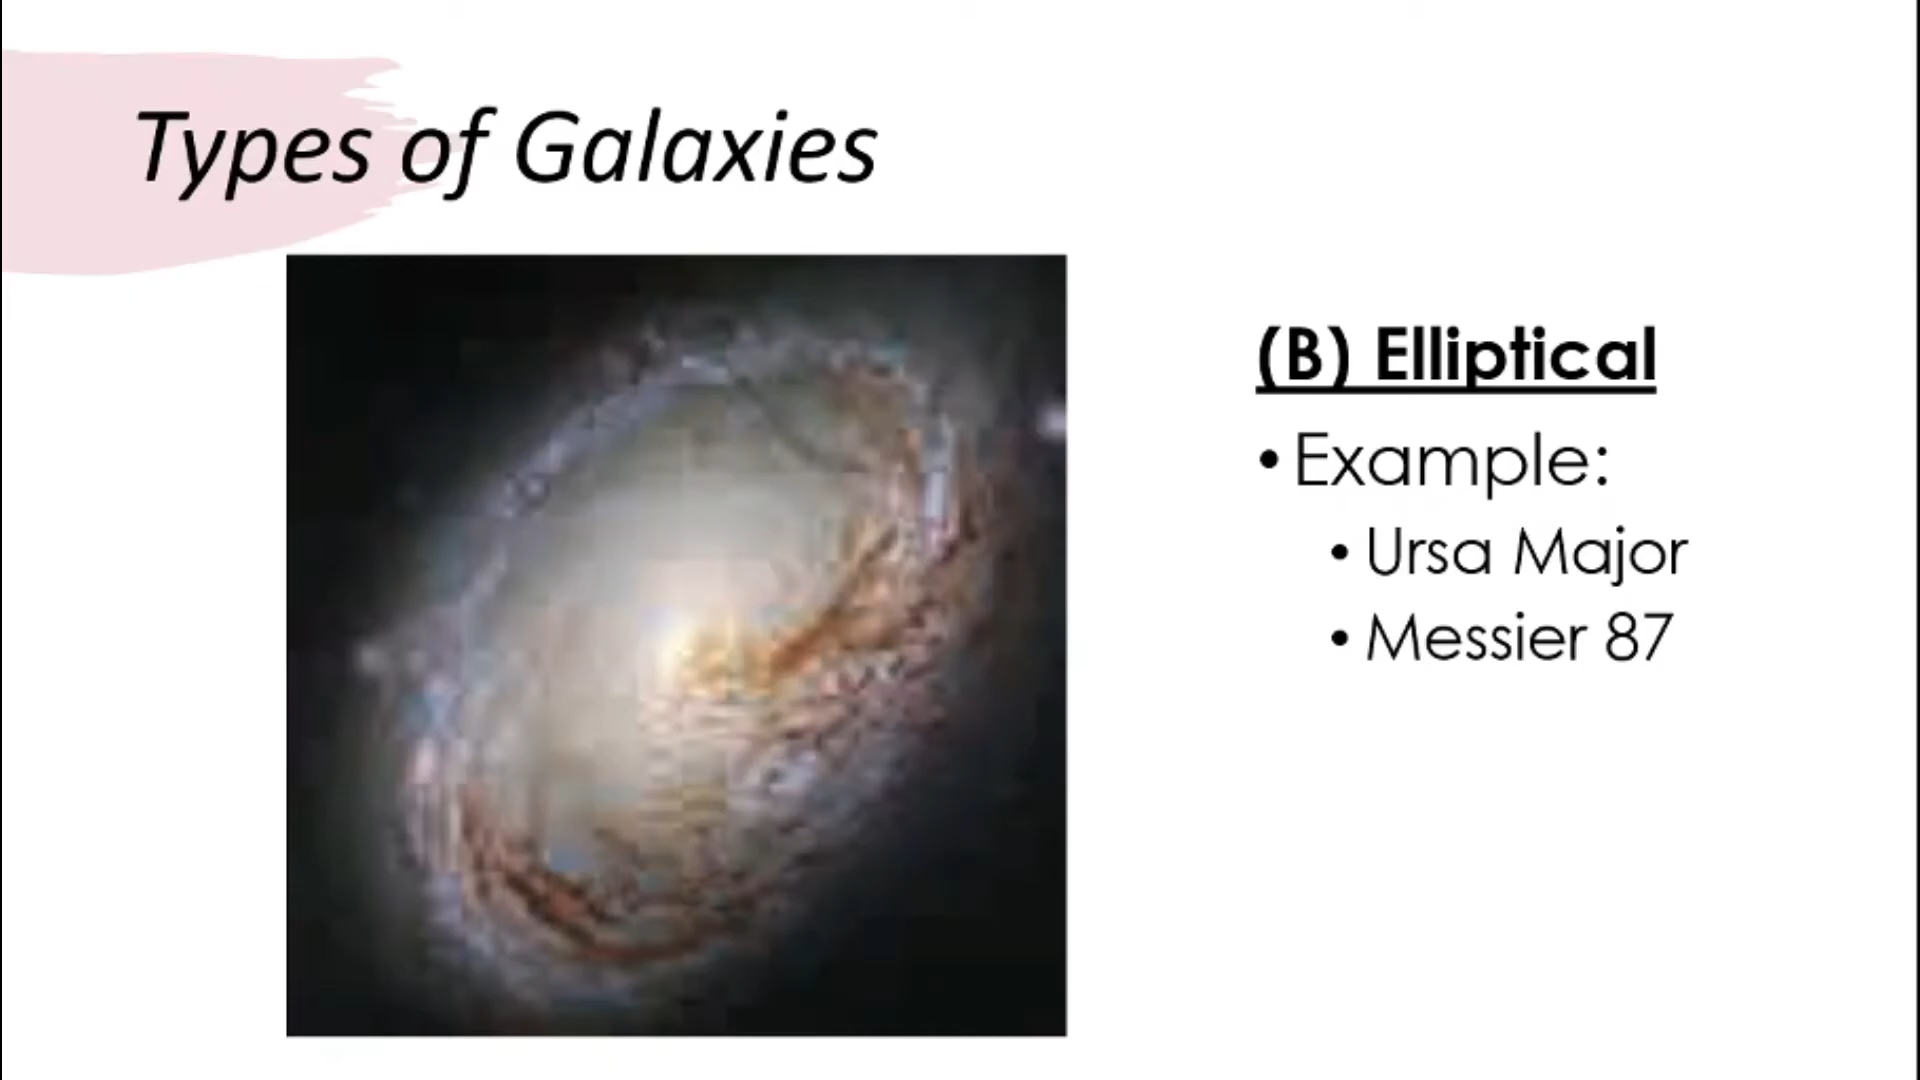 Types of Galaxies
(B) Elliptical
• Example:
• Ursa Major
• Messier 87